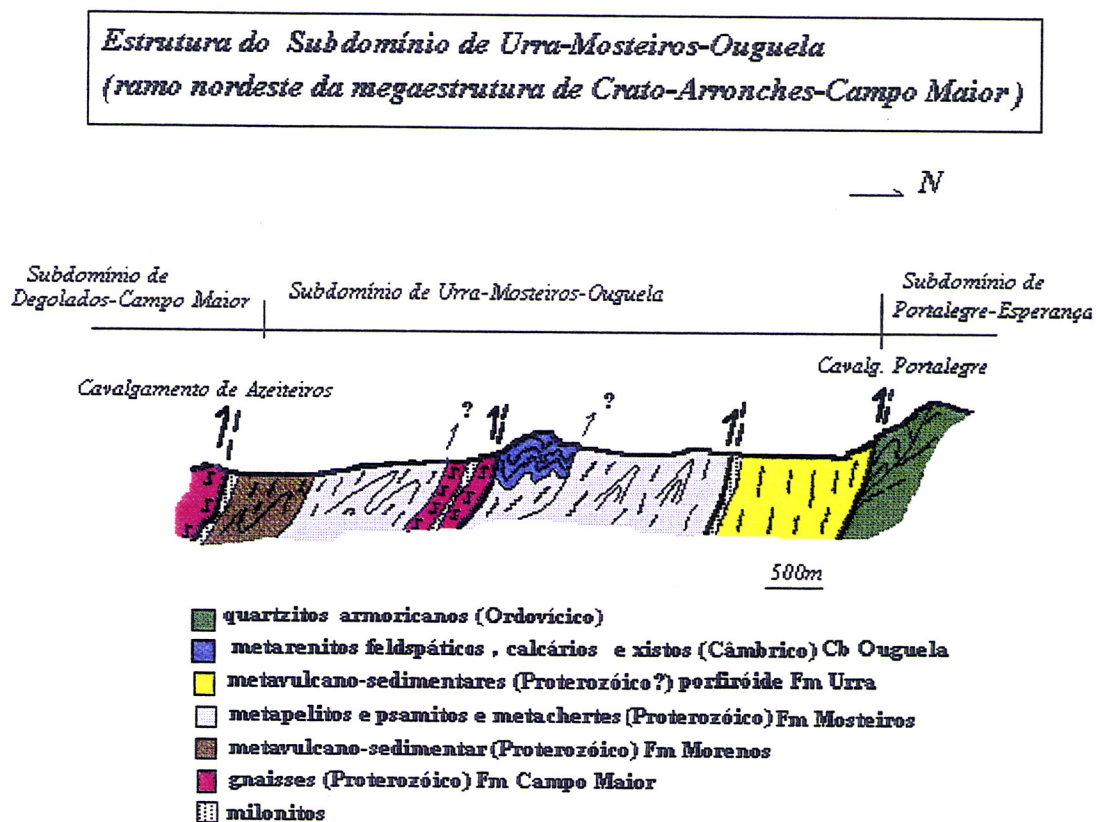 Estrutura do Subdomínio de Urra-Mosteiros-Ouguela
(ramo nordeste da megaestrutura de Crato-Arronches-Campo Maior)
N
Subdomínio de
Degolados-Campo Maior
Subdomínio de Urra-Mosteiros-Ouguela
Subdomínio de
Portalegre-Esperança
Cavalgamento de Azeiteiros
Cavalg. Portalegre
?
?
500m
quartzitos armoricanos (Ordovícico)
metarenitos feldspáticos, calcários e xistos (Câmbrico) Cb Ouguela
metavulcano-sedimentares (Proterozóico?) porfiróide Fm Urra
metapelitos e psamitos e metachertes (Proterozóico) Fm Mosteiros
metavulcano-sedimentar (Proterozóico) Fm Morenos
gnaisses (Proterozóico) Fm Campo Maior
milonitos